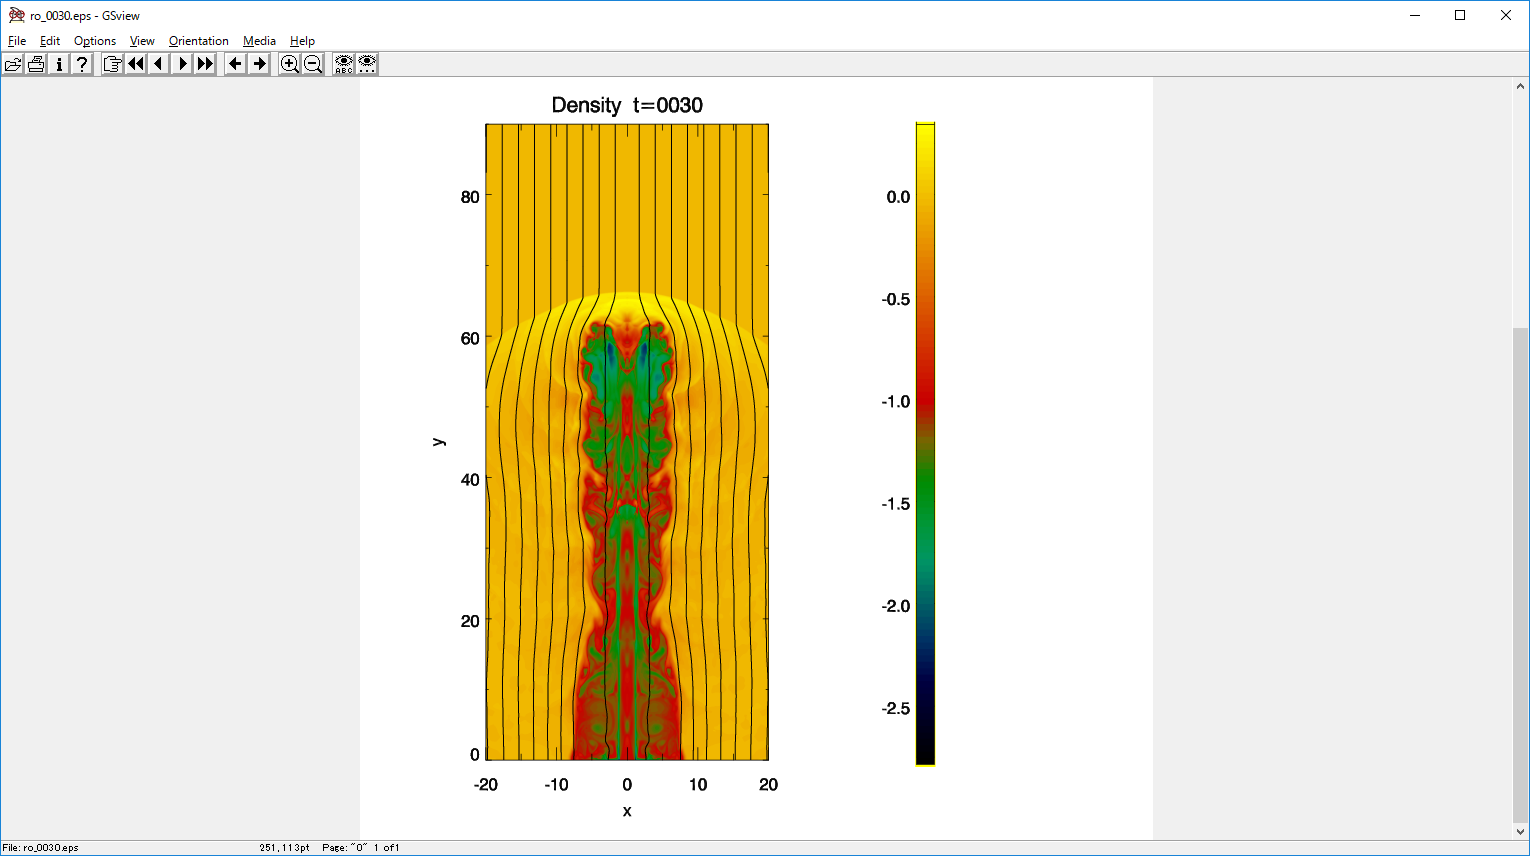 ro_0030.eps - GSview
File Edit Options View Orientation Media Help
i ?
ABC
Density t=0030
80
60
40
20
0
y
-20 -10 0 10 20
x
0.0
-0.5
-1.0
-1.5
-2.0
-2.5
File: ro_0030.eps 251, 113pt Page: "0" 1 of 1